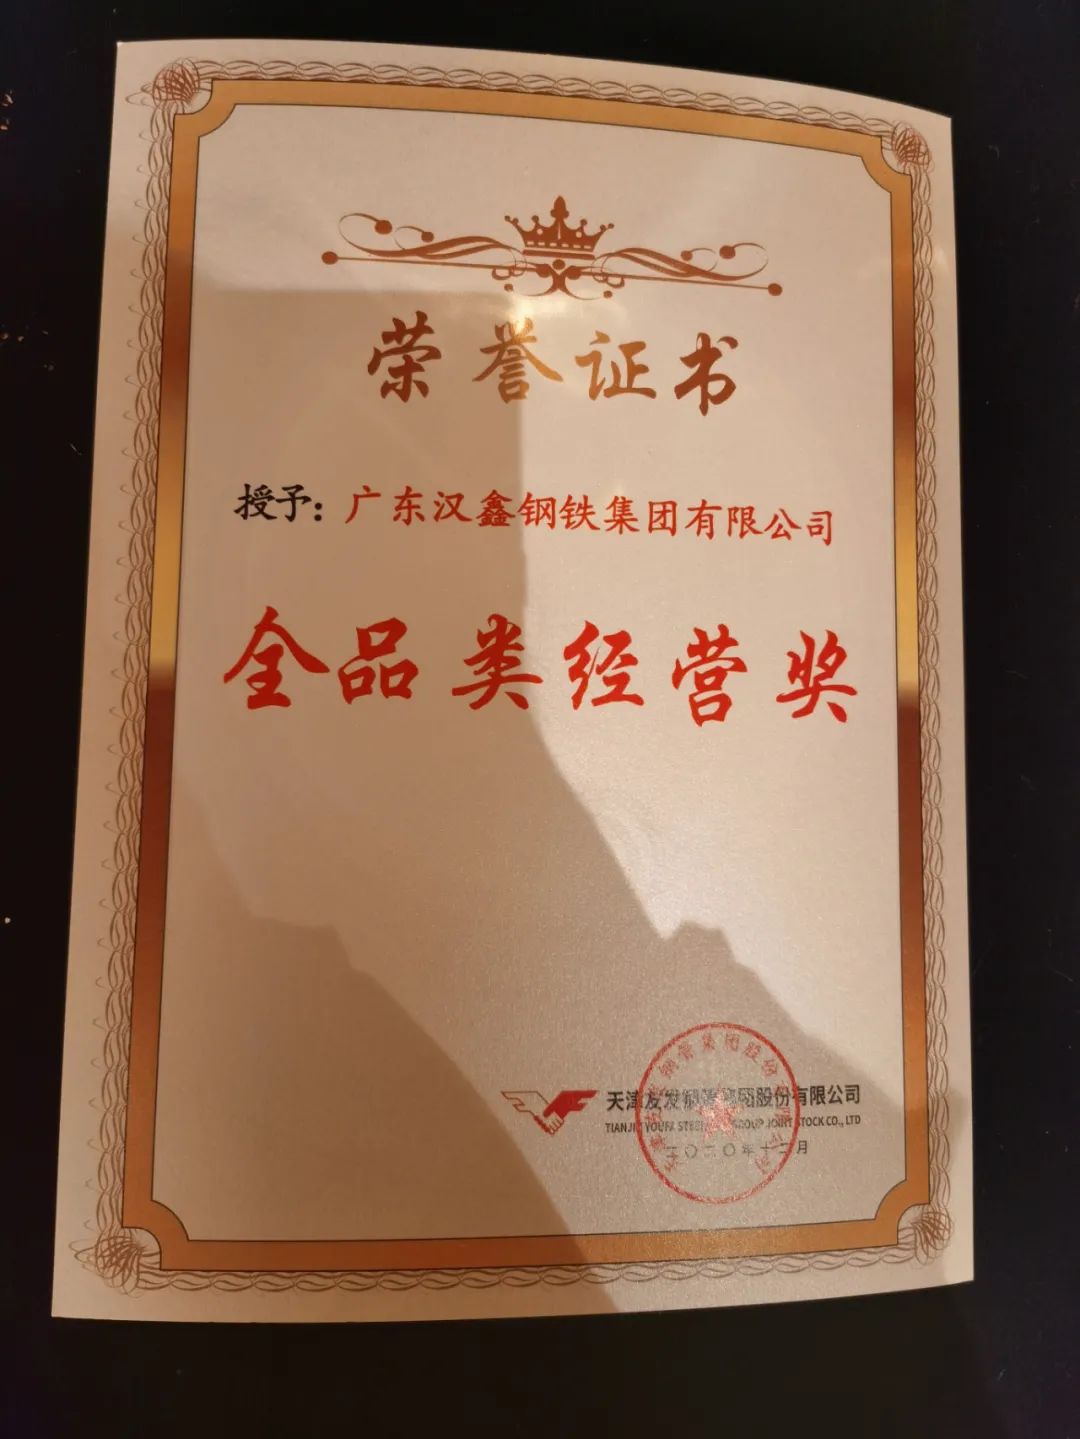 荣誉证书
授予：广东汉鑫钢铁集团有限公司
全品类经营奖
天津友发钢管集团股份有限公司
TIANJIN YOUFA STEEL GROUP JOINT STOCK CO., LTD
二〇二〇年十二月